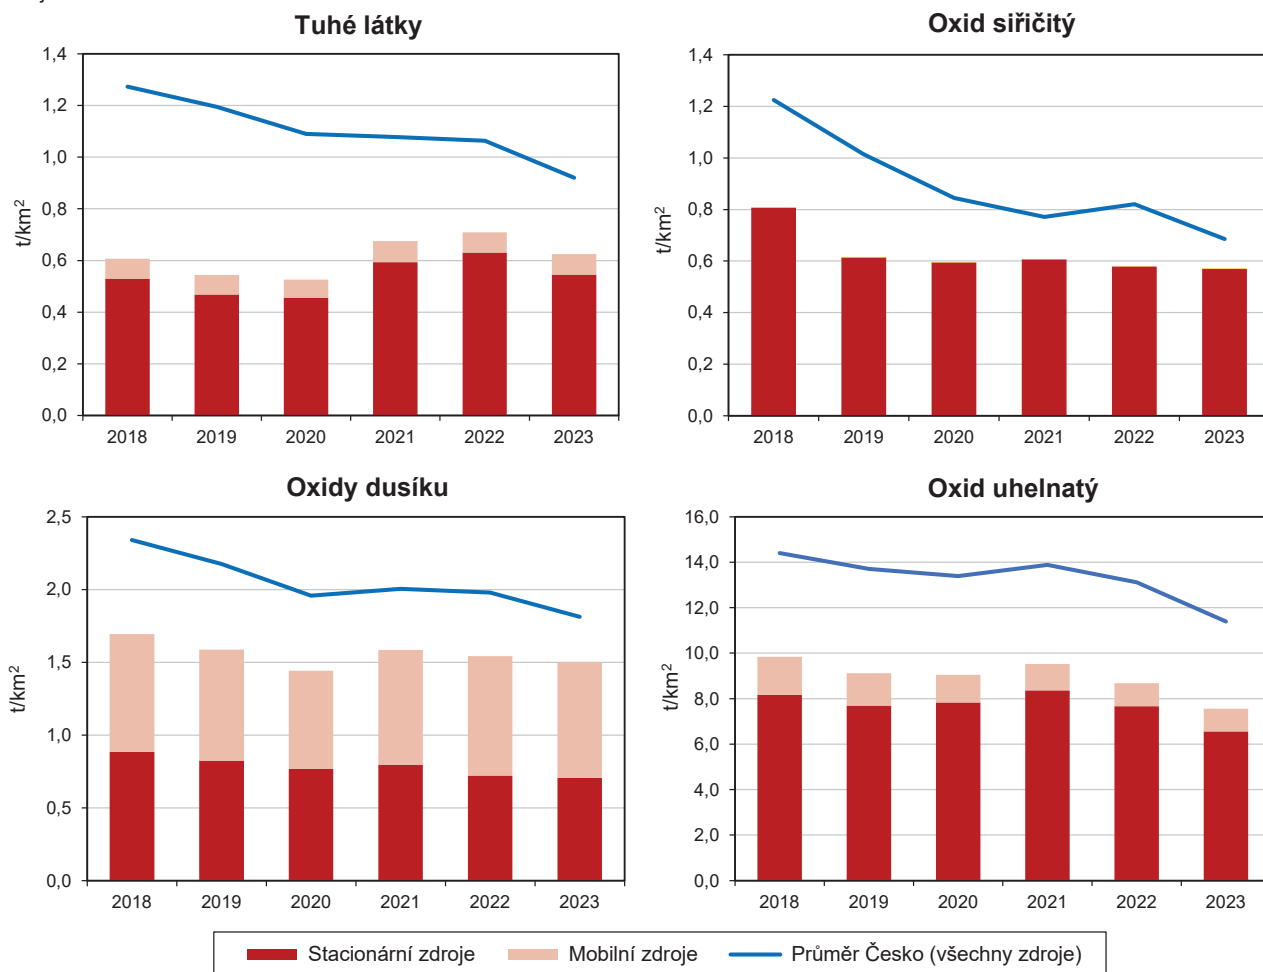 Tuhé látky
1,4
1,2
1,0
0,8
0,6
0,4
0,2
0,0
t/km²
2018 2019 2020 2021 2022 2023
Oxid siřičitý
1,4
1,2
1,0
0,8
0,6
0,4
0,2
0,0
t/km²
2018 2019 2020 2021 2022 2023
Oxidy dusíku
2,5
2,0
1,5
1,0
0,5
0,0
t/km²
2018 2019 2020 2021 2022 2023
Oxid uhelnatý
16,0
14,0
12,0
10,0
8,0
6,0
4,0
2,0
0,0
t/km²
2018 2019 2020 2021 2022 2023
Stacionární zdroje Mobilní zdroje Průměr Česko (všechny zdroje)